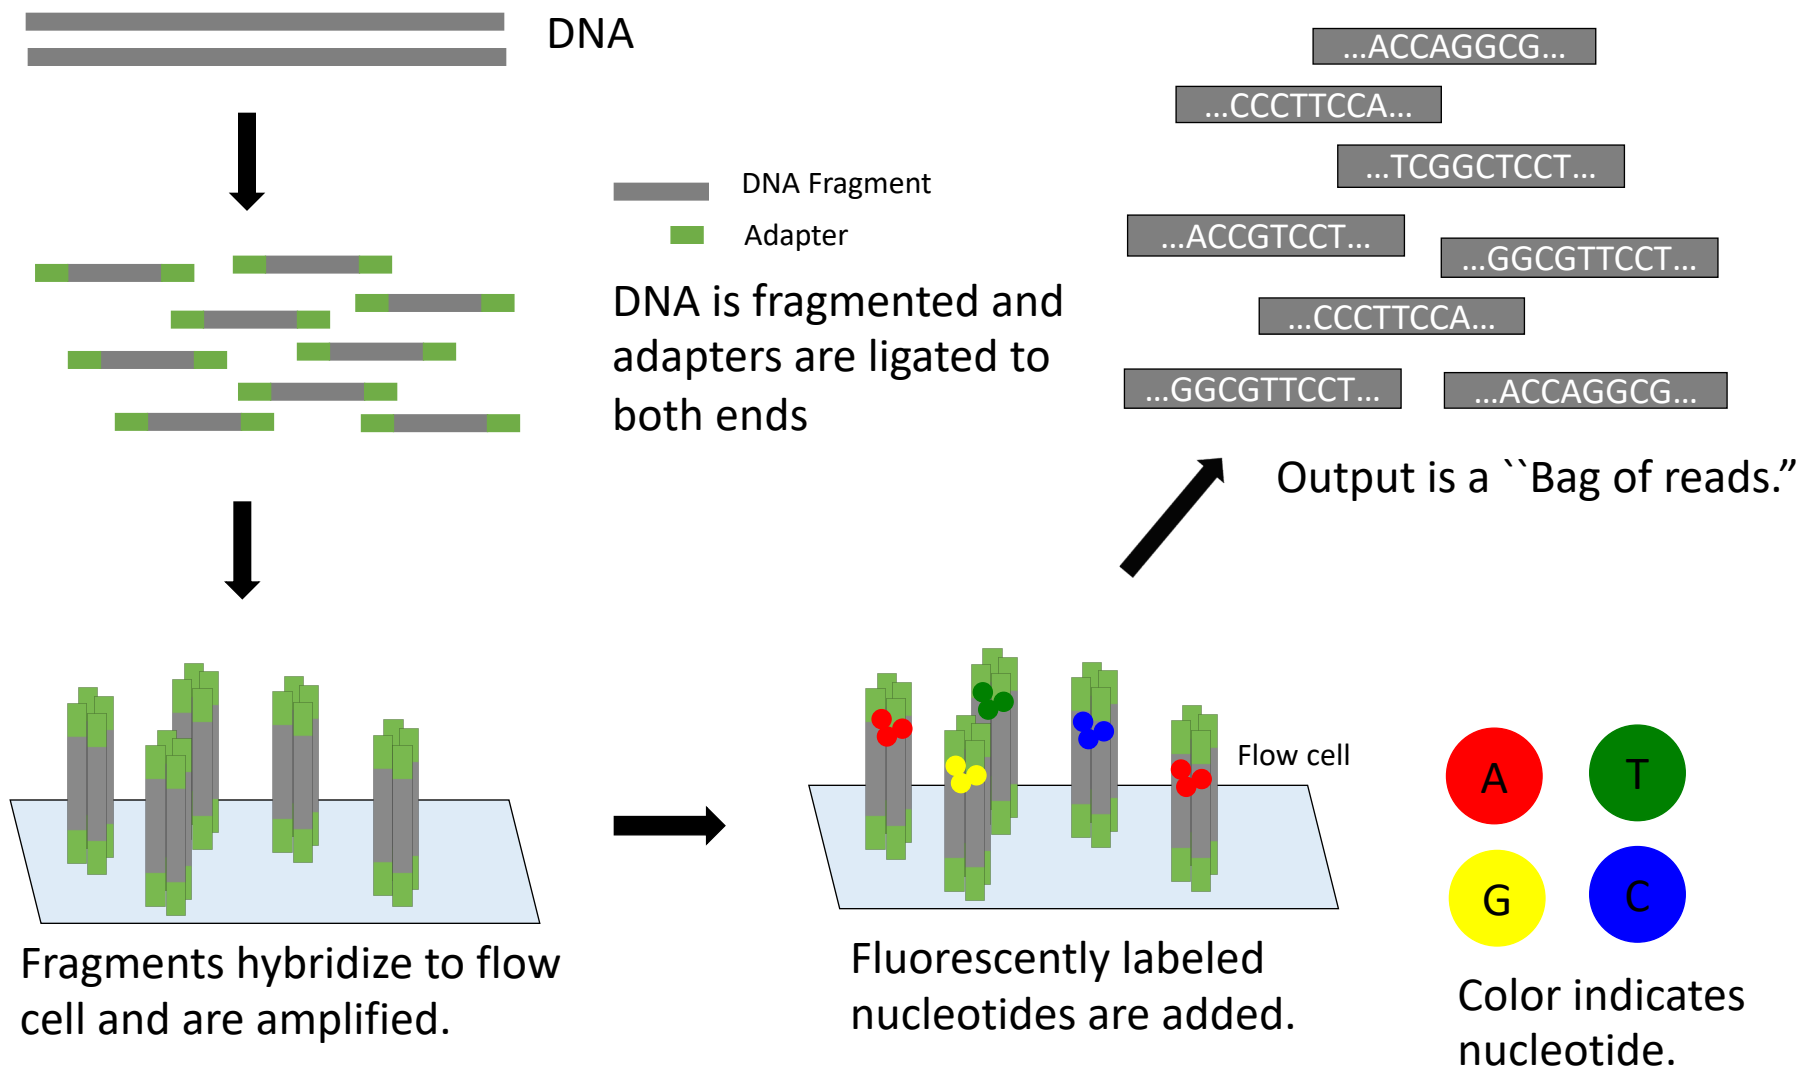 DNA
DNA Fragment
Adapter
DNA is fragmented and
adapters are ligated to
both ends
Fragments hybridize to flow
cell and are amplified.
Flow cell
Fluorescently labeled
nucleotides are added.
A
T
G
C
Color indicates
nucleotide.
...ACCAGGCG...
...CCCTTCCA...
...TCGGCTCCT...
...ACCGTCCT...
...GGCGTTCCT...
...CCCTTCCA...
...GGCGTTCCT...
...ACCAGGCG...
Output is a ``Bag of reads.”